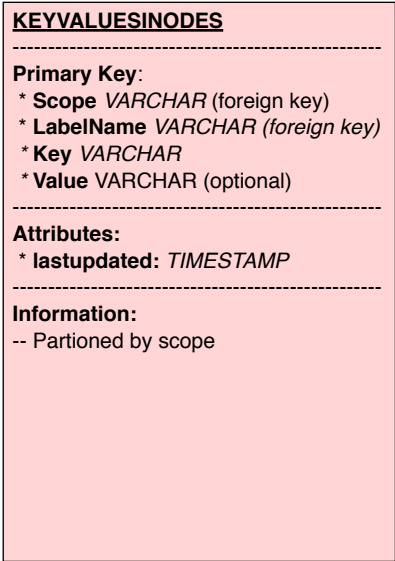 KEYVALUESINODES
----------------------------------------------------
Primary Key:
* Scope VARCHAR (foreign key)
* LabelName VARCHAR (foreign key)
* Key VARCHAR
* Value VARCHAR (optional)
----------------------------------------------------
Attributes:
* lastupdated: TIMESTAMP
----------------------------------------------------
Information:
-- Partioned by scope